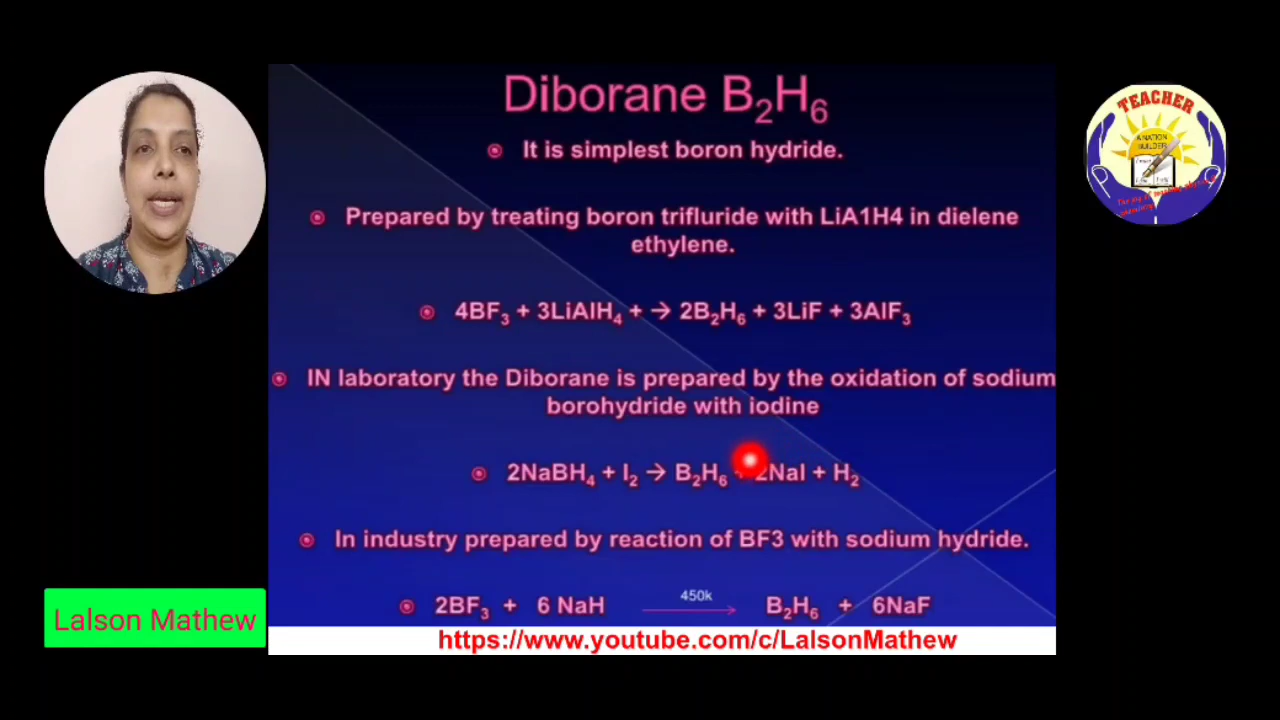 Diborane B₂H₆
It is simplest boron hydride.
Prepared by treating boron trifluride with LiA1H4 in dielene
ethylene.
4BF₃ + 3LiAlH₄ + → 2B₂H₆ + 3LiF + 3AlF₃
IN laboratory the Diborane is prepared by the oxidation of sodium
borohydride with iodine
2NaBH₄ + I₂ → B₂H₆ + 2NaI + H₂
In industry prepared by reaction of BF3 with sodium hydride.
450k
2BF₃ + 6 NaH → B₂H₆ + 6NaF
https://www.youtube.com/c/LalsonMathew
Lalson Mathew
TEACHER
A NATION
BUILDER